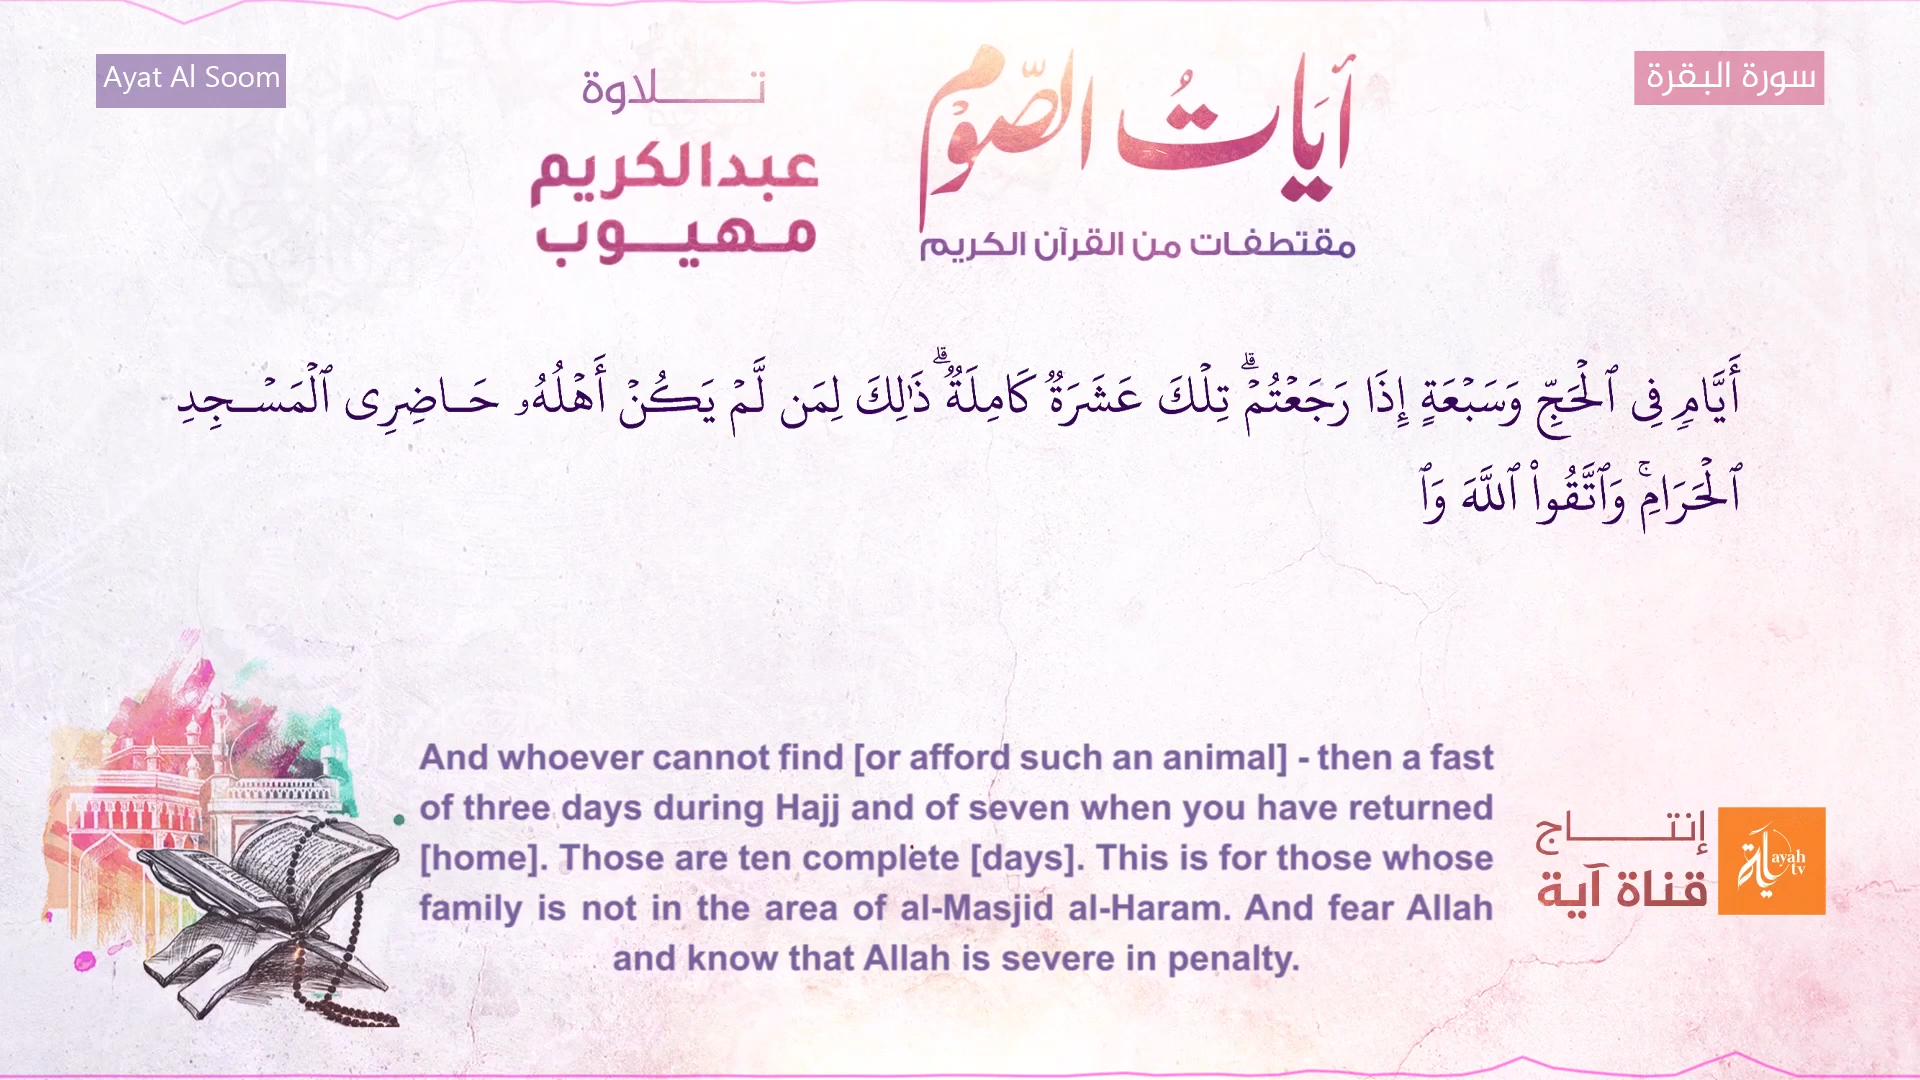 Ayat Al Soom
سورة البقرة
أيَاتُ الصّوْم
مقتطفات من القرآن الكريم
تـلاوة
عبدالكريم
مهيوب
أَيَّامٍ فِى ٱلْحَجِّ وَسَبْعَةٍ إِذَا رَجَعْتُمْ ۗ تِلْكَ عَشَرَةٌ كَامِلَةٌ ۗ ذَٰلِكَ لِمَن لَّمْ يَكُنْ أَهْلُهُۥ حَاضِرِى ٱلْمَسْجِدِ
ٱلْحَرَامِ ۚ وَٱتَّقُوا۟ ٱللَّهَ وَٱ
And whoever cannot find [or afford such an animal] - then a fast
of three days during Hajj and of seven when you have returned
[home]. Those are ten complete [days]. This is for those whose
family is not in the area of al-Masjid al-Haram. And fear Allah
and know that Allah is severe in penalty.
إنتـاج
قناة آية
آية
ayah
tv